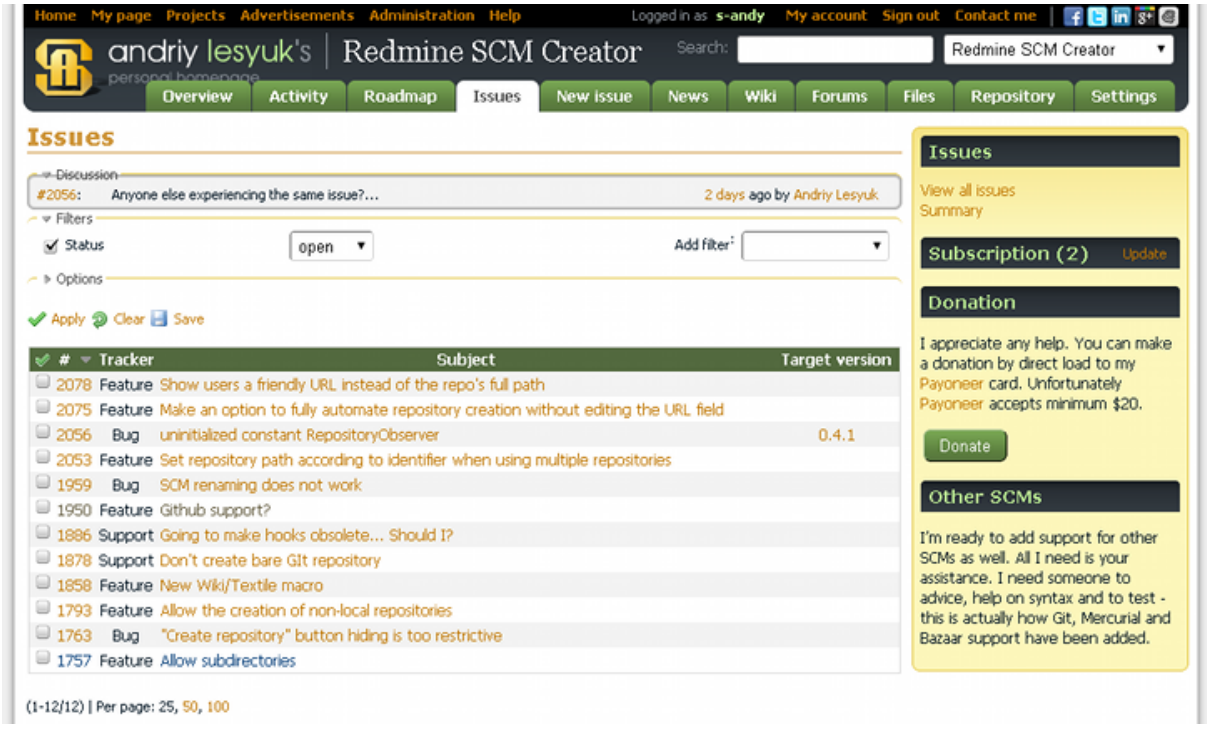 Home My page Projects Advertisements Administration Help Logged in as s-andy My account Sign out Contact me
andriy lesyuk's | Redmine SCM Creator Search: Redmine SCM Creator
personal homepage
Overview Activity Roadmap Issues New issue News Wiki Forums Files Repository Settings
Issues
Discussion
#2056: Anyone else experiencing the same issue?... 2 days ago by Andriy Lesyuk
Filters
Status open Add filter:
Options
Apply Clear Save
# Tracker Subject Target version
2078 Feature Show users a friendly URL instead of the repo's full path
2075 Feature Make an option to fully automate repository creation without editing the URL field
2056 Bug uninitialized constant RepositoryObserver 0.4.1
2053 Feature Set repository path according to identifier when using multiple repositories
1959 Bug SCM renaming does not work
1950 Feature Github support?
1886 Support Going to make hooks obsolete... Should I?
1878 Support Don't create bare GIt repository
1858 Feature New Wiki/Textile macro
1793 Feature Allow the creation of non-local repositories
1763 Bug "Create repository" button hiding is too restrictive
1757 Feature Allow subdirectories
(1-12/12) | Per page: 25, 50, 100
Issues
View all issues
Summary
Subscription (2) Update
Donation
I appreciate any help. You can make
a donation by direct load to my
Payoneer card. Unfortunately
Payoneer accepts minimum $20.
Donate
Other SCMs
I'm ready to add support for other
SCMs as well. All I need is your
assistance. I need someone to
advice, help on syntax and to test -
this is actually how Git, Mercurial and
Bazaar support have been added.